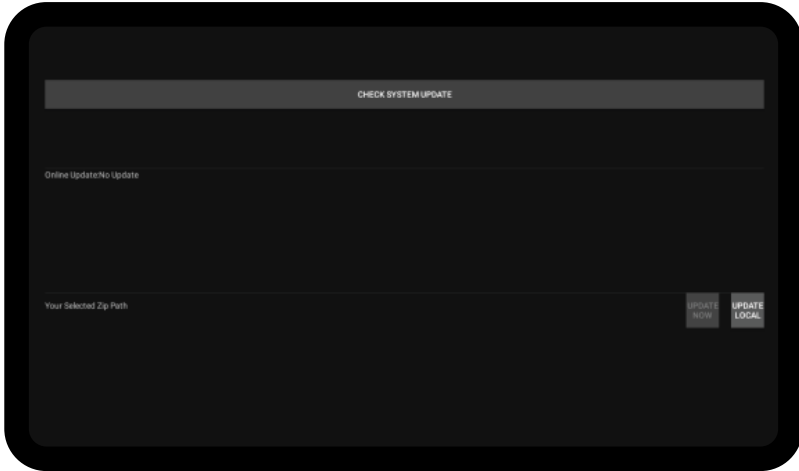 CHECK SYSTEM UPDATE
Online Update:No Update
Your Selected Zip Path
UPDATE
NOW
UPDATE
LOCAL